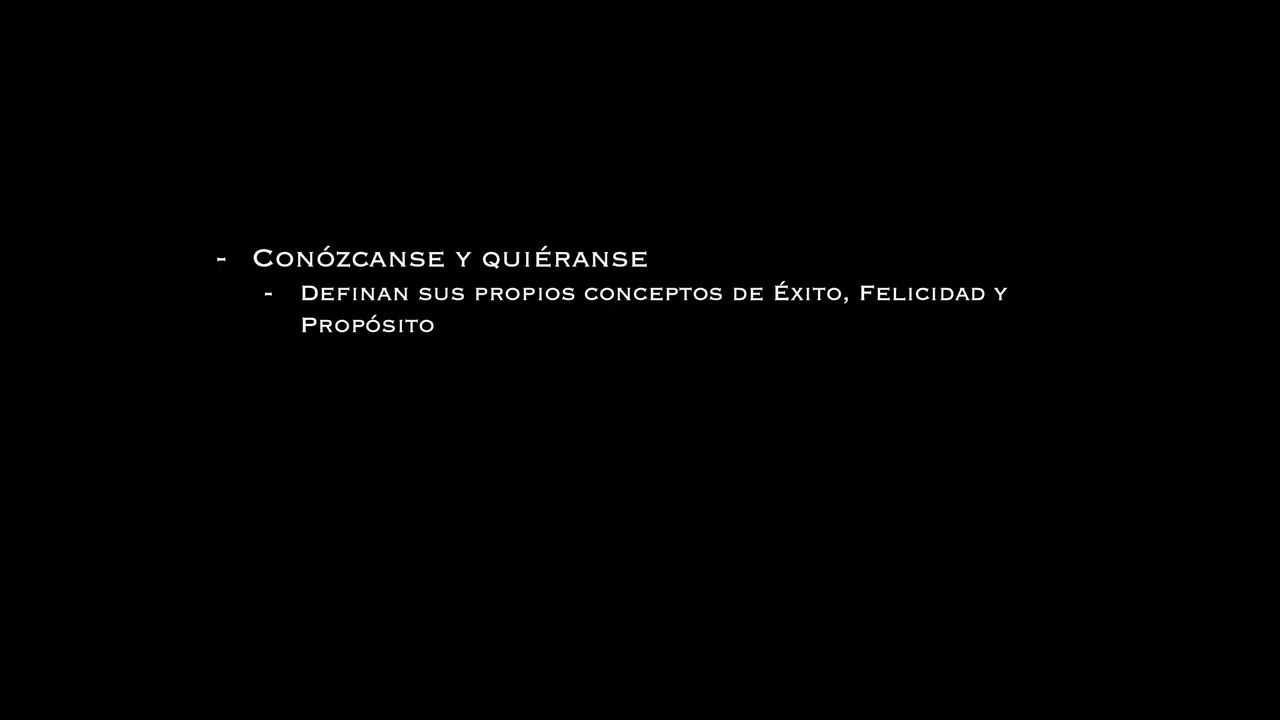 - Conózcanse y quiéranse
- Definan sus propios conceptos de Éxito, Felicidad y
Propósito